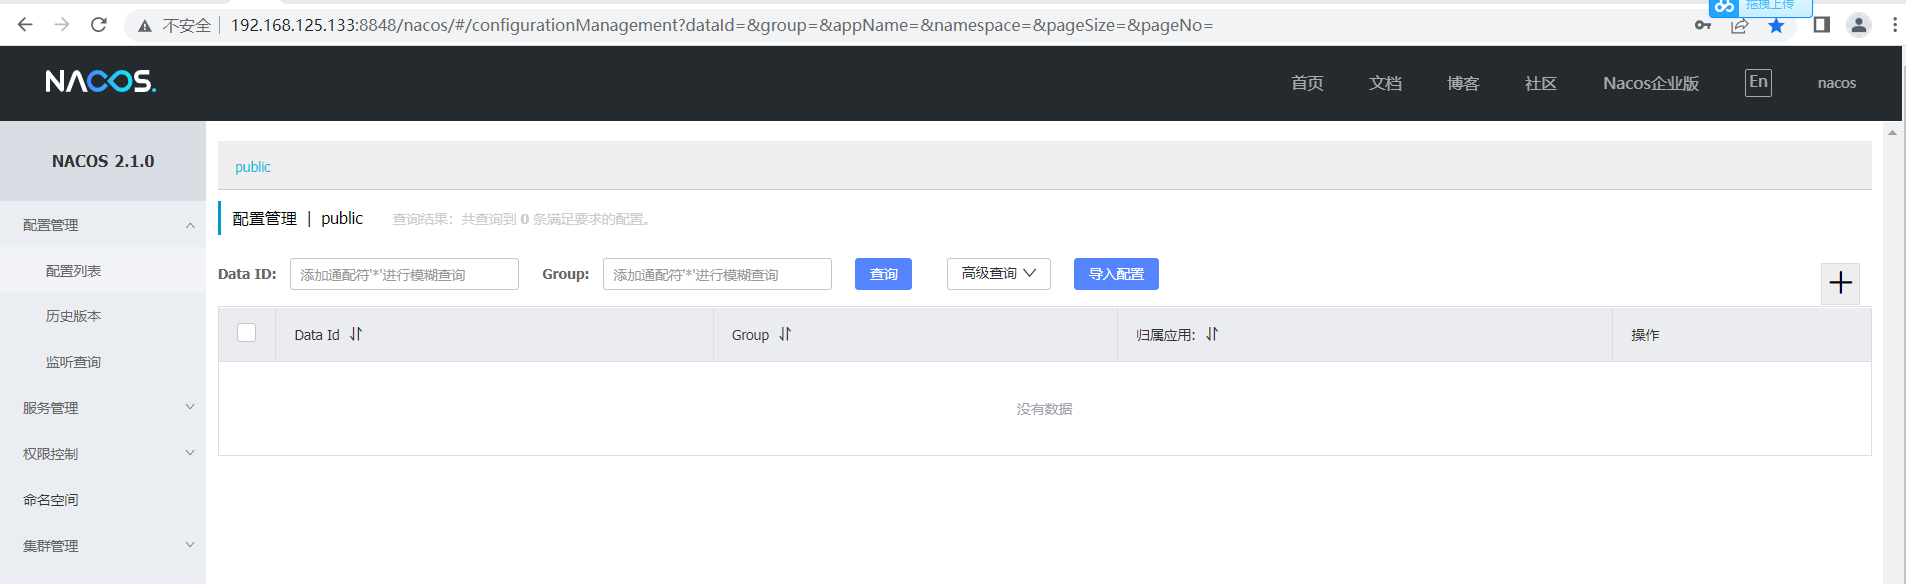 拖拽上传
不安全 192.168.125.133:8848/nacos/#/configurationManagement?dataId=&group=&appName=&namespace=&pageSize=&pageNo=
NACOS.
首页 文档 博客 社区 Nacos企业版 En nacos
NACOS 2.1.0
配置管理
配置列表
历史版本
监听查询
服务管理
权限控制
命名空间
集群管理
public
配置管理 | public 查询结果：共查询到 0 条满足要求的配置。
Data ID: 添加通配符'*'进行模糊查询 Group: 添加通配符'*'进行模糊查询 查询 高级查询 导入配置
Data Id Group 归属应用: 操作
没有数据